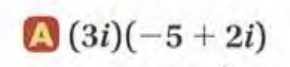 A (3i)(−5 + 2i)